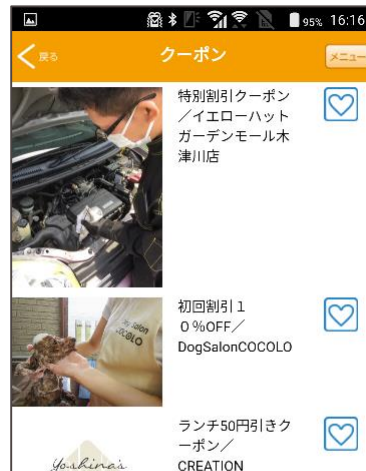 95% 16:16
戻る
クーポン
メニュー
特別割引クーポン
／イエローハット
ガーデンモール木
津川店
初回割引１
０％OFF／
DogSalonCOCOLO
by Salon
COCOLO
ランチ50円引きク
ーポン／
CREATION
Yoshina's